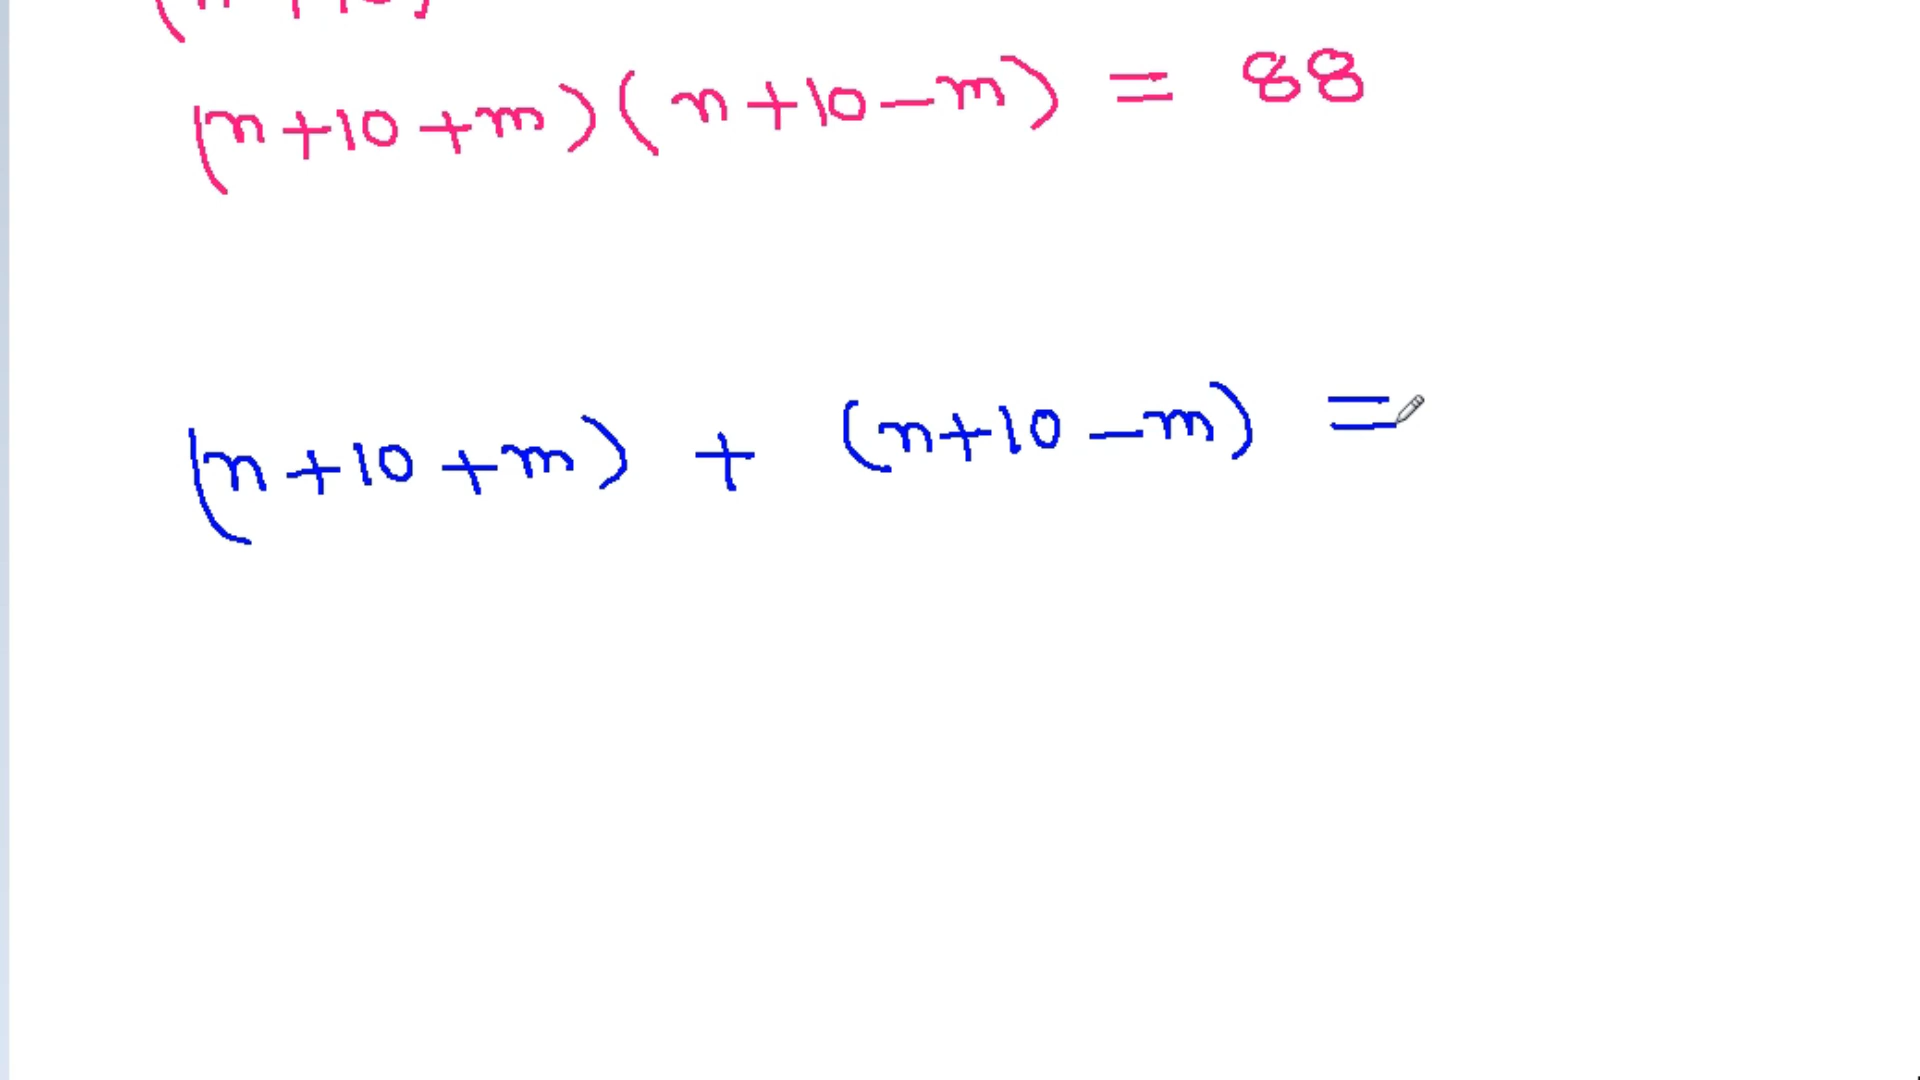 (n+10+m)(n+10-m) = 88
(n+10+m) + (n+10-m) =